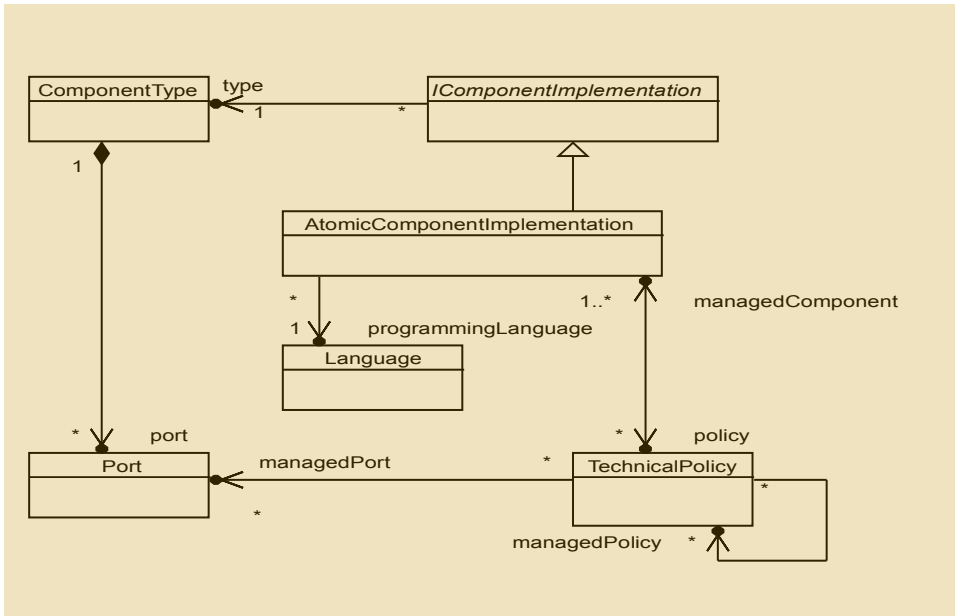 ComponentType
type
IComponentImplementation
1
*
1
AtomicComponentImplementation
*
1..*
managedComponent
1
programmingLanguage
Language
*
port
*
policy
Port
managedPort
*
TechnicalPolicy
*
*
managedPolicy
*